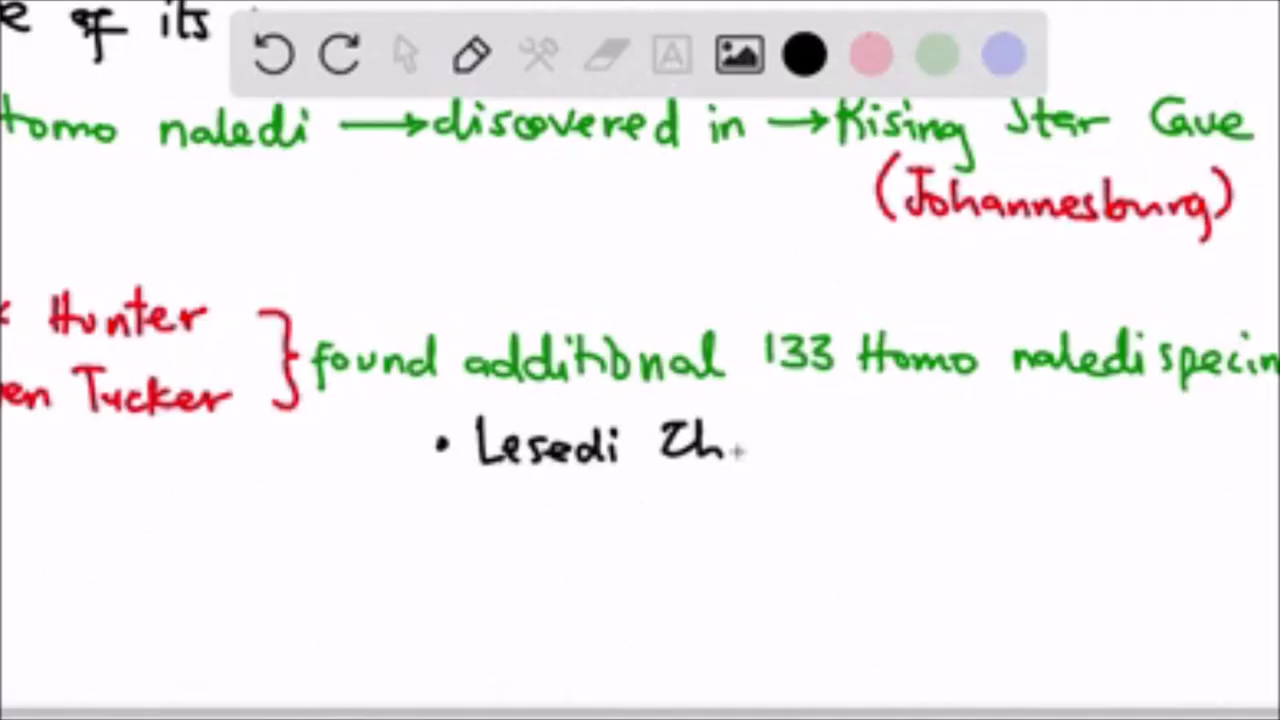 e of its
Homo naledi → discovered in → Rising Star Cave
(Johannesburg)
k Hunter
en Tucker
found additional 133 Homo naledi specim
• Lesedi Ch